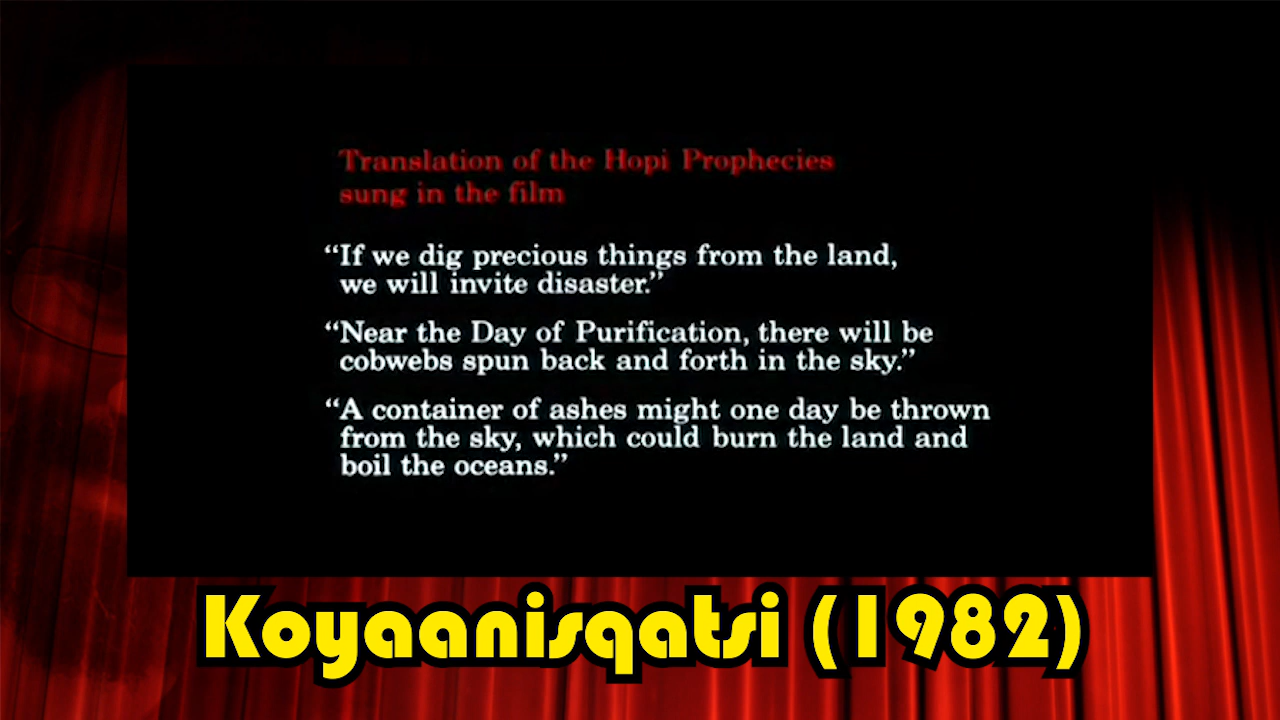 Translation of the Hopi Prophecies
sung in the film
“If we dig precious things from the land,
we will invite disaster.”
“Near the Day of Purification, there will be
cobwebs spun back and forth in the sky.”
“A container of ashes might one day be thrown
from the sky, which could burn the land and
boil the oceans.”
Koyaanisqatsi (1982)